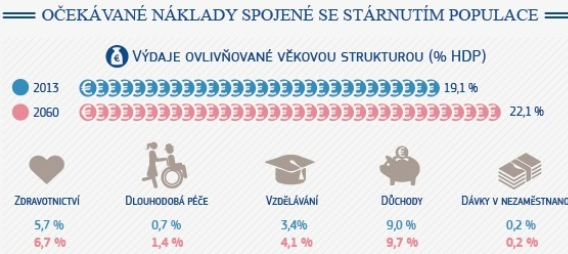 OČEKÁVANÉ NÁKLADY SPOJENÉ SE STÁRNUTÍM POPULACE
VÝDAJE OVLIVŇOVANÉ VĚKOVOU STRUKTUROU (% HDP)
2013 19,1 %
2060 22,1 %
ZDRAVOTNICTVÍ DLOUHODOBÁ PÉČE VZDĚLÁVÁNÍ DŮCHODY DÁVKY V NEZAMĚSTNANO
5,7 % 0,7 % 3,4% 9,0 % 0,2 %
6,7 % 1,4 % 4,1 % 9,7 % 0,2 %